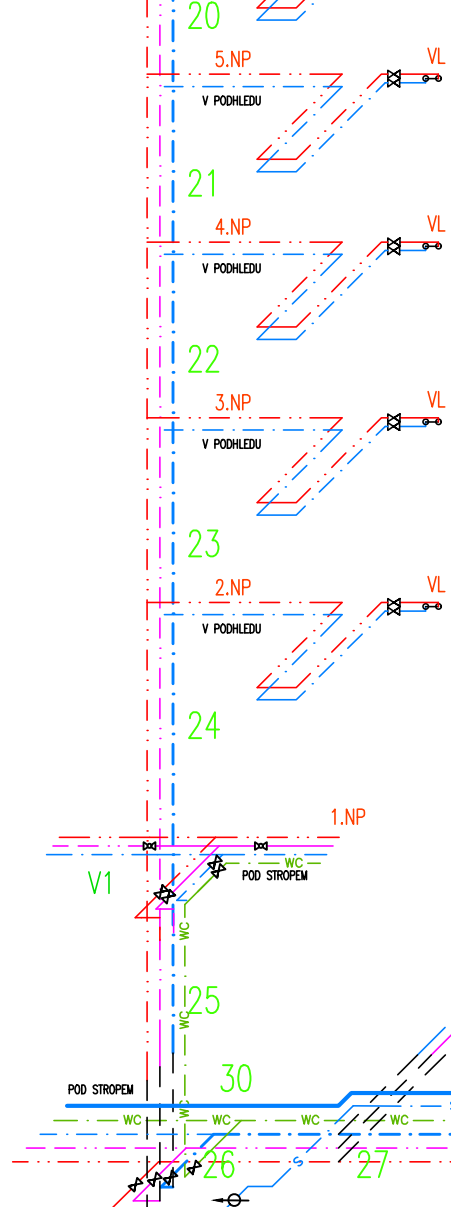 20
5.NP
VL
V PODHLEDU
21
4.NP
VL
V PODHLEDU
22
3.NP
VL
V PODHLEDU
23
2.NP
VL
V PODHLEDU
24
1.NP
WC
POD STROPEM
V1
WC
25
WC
30
POD STROPEM
WC
WC
WC
WC
WC
26
S
27
S